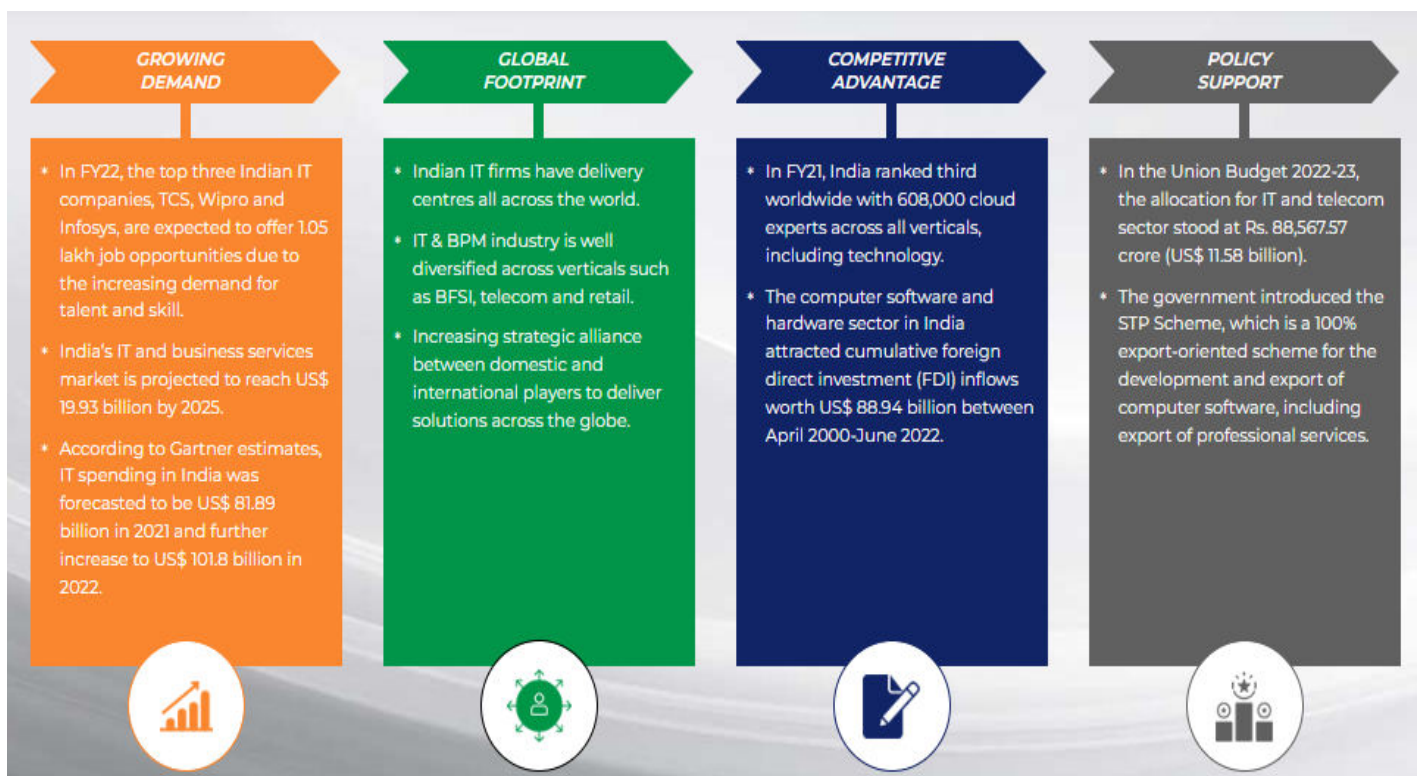 GROWING
DEMAND
* In FY22, the top three Indian IT
companies, TCS, Wipro and
Infosys, are expected to offer 1.05
lakh job opportunities due to
the increasing demand for
talent and skill.
* India's IT and business services
market is projected to reach US$
19.93 billion by 2025.
* According to Gartner estimates,
IT spending in India was
forecasted to be US$ 81.89
billion in 2021 and further
increase to US$ 101.8 billion in
2022.
GLOBAL
FOOTPRINT
* Indian IT firms have delivery
centres all across the world.
* IT & BPM industry is well
diversified across verticals such
as BFSI, telecom and retail.
* Increasing strategic alliance
between domestic and
international players to deliver
solutions across the globe.
COMPETITIVE
ADVANTAGE
* In FY21, India ranked third
worldwide with 608,000 cloud
experts across all verticals,
including technology.
* The computer software and
hardware sector in India
attracted cumulative foreign
direct investment (FDI) inflows
worth US$ 88.94 billion between
April 2000-June 2022.
POLICY
SUPPORT
* In the Union Budget 2022-23,
the allocation for IT and telecom
sector stood at Rs. 88,567.57
crore (US$ 11.58 billion).
* The government introduced the
STP Scheme, which is a 100%
export-oriented scheme for the
development and export of
computer software, including
export of professional services.